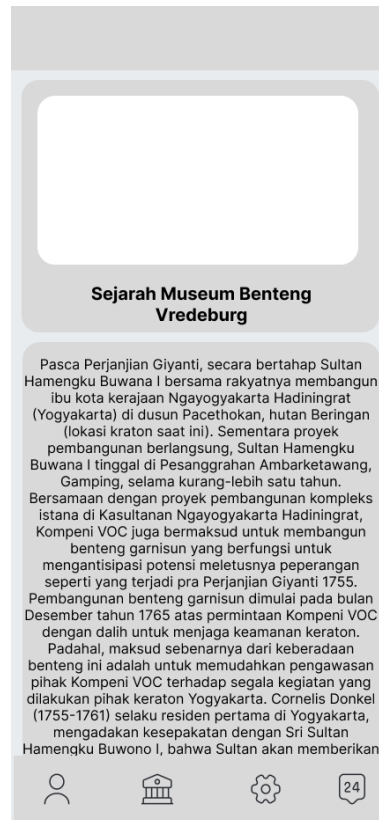 Sejarah Museum Benteng
Vredeburg
Pasca Perjanjian Giyanti, secara bertahap Sultan
Hamengku Buwana I bersama rakyatnya membangun
ibu kota kerajaan Ngayogyakarta Hadiningrat
(Yogyakarta) di dusun Pacethokan, hutan Beringan
(lokasi kraton saat ini). Sementara proyek
pembangunan berlangsung, Sultan Hamengku
Buwana I tinggal di Pesanggrahan Ambarketawang,
Gamping, selama kurang-lebih satu tahun.
Bersamaan dengan proyek pembangunan kompleks
istana di Kasultanan Ngayogyakarta Hadiningrat,
Kompeni VOC juga bermaksud untuk membangun
benteng garnisun yang berfungsi untuk
mengantisipasi potensi meletusnya peperangan
seperti yang terjadi pra Perjanjian Giyanti 1755.
Pembangunan benteng garnisun dimulai pada bulan
Desember tahun 1765 atas permintaan Kompeni VOC
dengan dalih untuk menjaga keamanan keraton.
Padahal, maksud sebenarnya dari keberadaan
benteng ini adalah untuk memudahkan pengawasan
pihak Kompeni VOC terhadap segala kegiatan yang
dilakukan pihak keraton Yogyakarta. Cornelis Donkel
(1755-1761) selaku residen pertama di Yogyakarta,
mengadakan kesepakatan dengan Sri Sultan
Hamengku Buwono I, bahwa Sultan akan memberikan
24